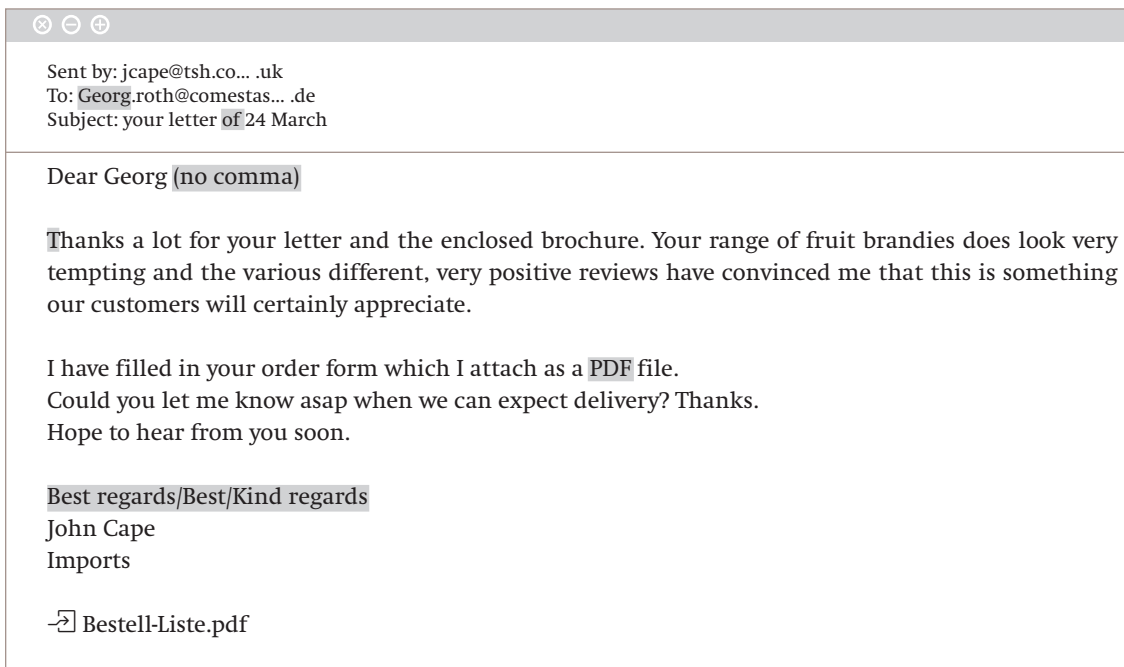 Sent by: jcape@tsh.co... .uk
To: Georg.roth@comestas... .de
Subject: your letter of 24 March
Dear Georg (no comma)
Thanks a lot for your letter and the enclosed brochure. Your range of fruit brandies does look very
tempting and the various different, very positive reviews have convinced me that this is something
our customers will certainly appreciate.
I have filled in your order form which I attach as a PDF file.
Could you let me know asap when we can expect delivery? Thanks.
Hope to hear from you soon.
Best regards/Best/Kind regards
John Cape
Imports
Bestell-Liste.pdf